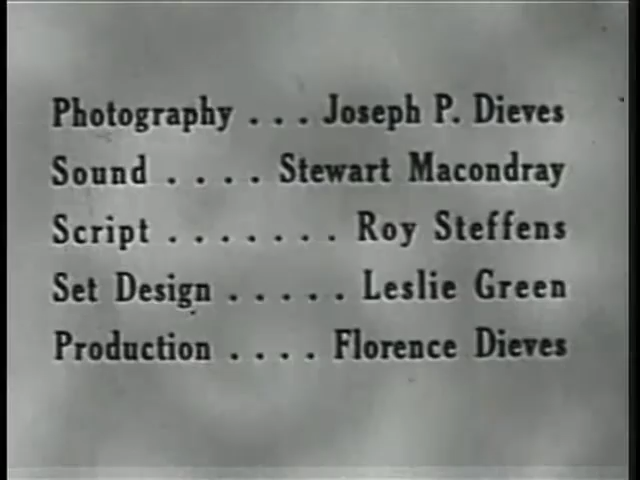 Photography . . . Joseph P. Dieves
Sound . . . . Stewart Macondray
Script . . . . . . . Roy Steffens
Set Design . . . . . Leslie Green
Production . . . . Florence Dieves